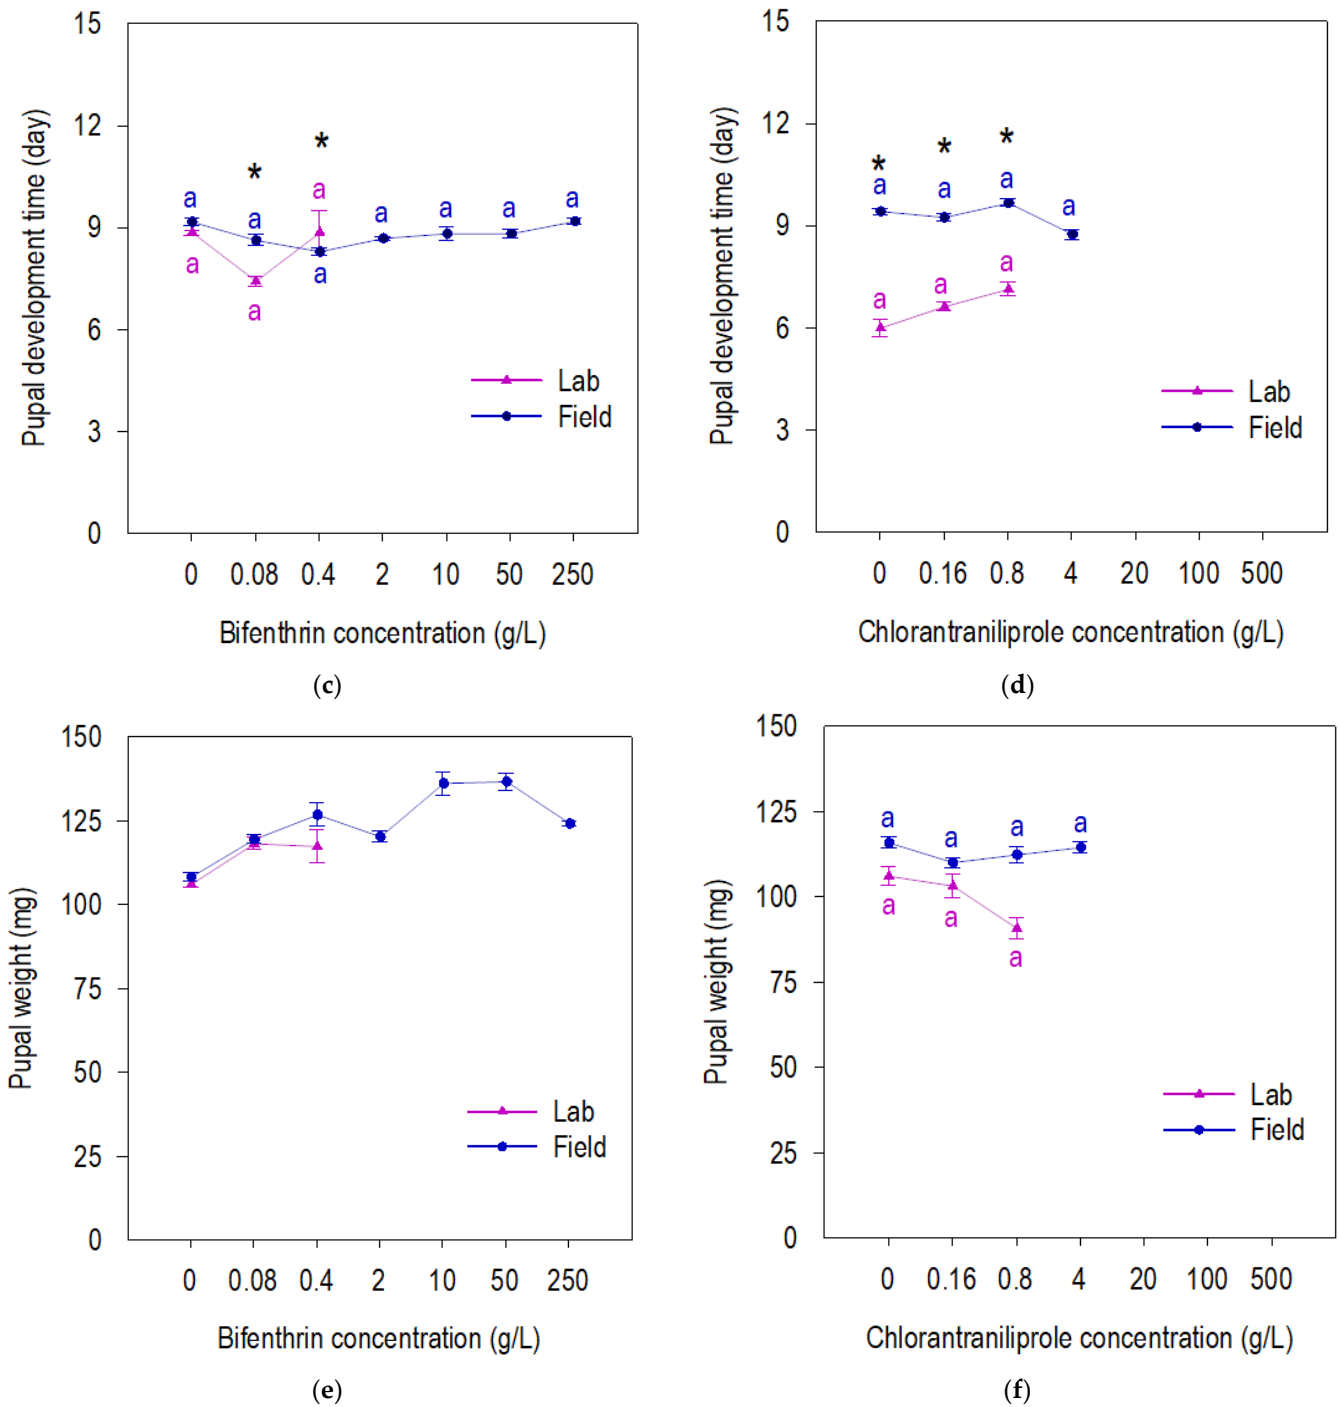 15
12
9
6
3
0
Pupal development time (day)
a a a a a a a
a a a
* *
Lab
Field
0 0.08 0.4 2 10 50 250
Bifenthrin concentration (g/L)
(c)
15
12
9
6
3
0
Pupal development time (day)
* * *
a a a a
a a a
Lab
Field
0 0.16 0.8 4 20 100 500
Chlorantraniliprole concentration (g/L)
(d)
150
125
100
75
50
25
0
Pupal weight (mg)
Lab
Field
0 0.08 0.4 2 10 50 250
Bifenthrin concentration (g/L)
(e)
150
125
100
75
50
25
0
Pupal weight (mg)
a a a a
a a a
Lab
Field
0 0.16 0.8 4 20 100 500
Chlorantraniliprole concentration (g/L)
(f)